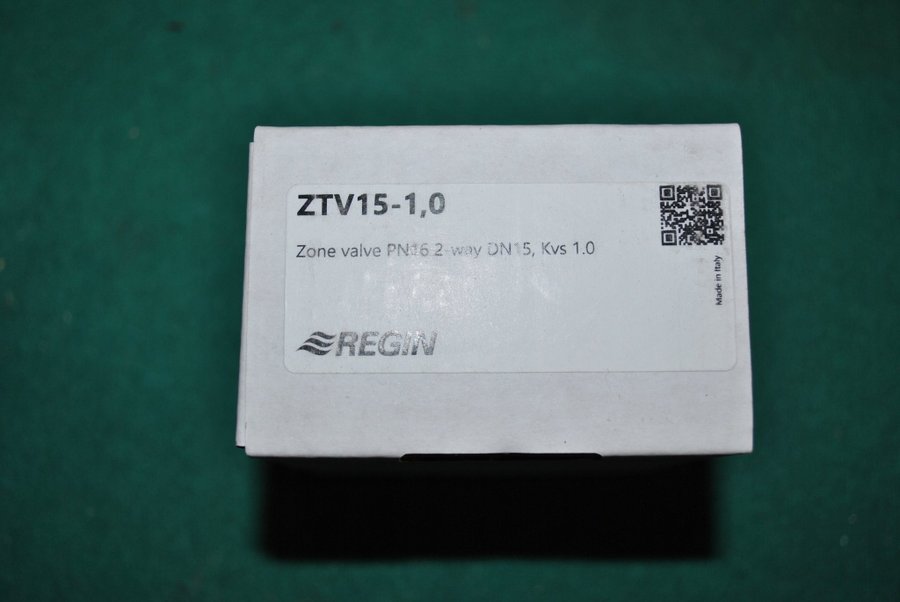 ZTV15-1,0
Zone valve PN16 2-way DN15, Kvs 1.0
Made in Italy
REGIN